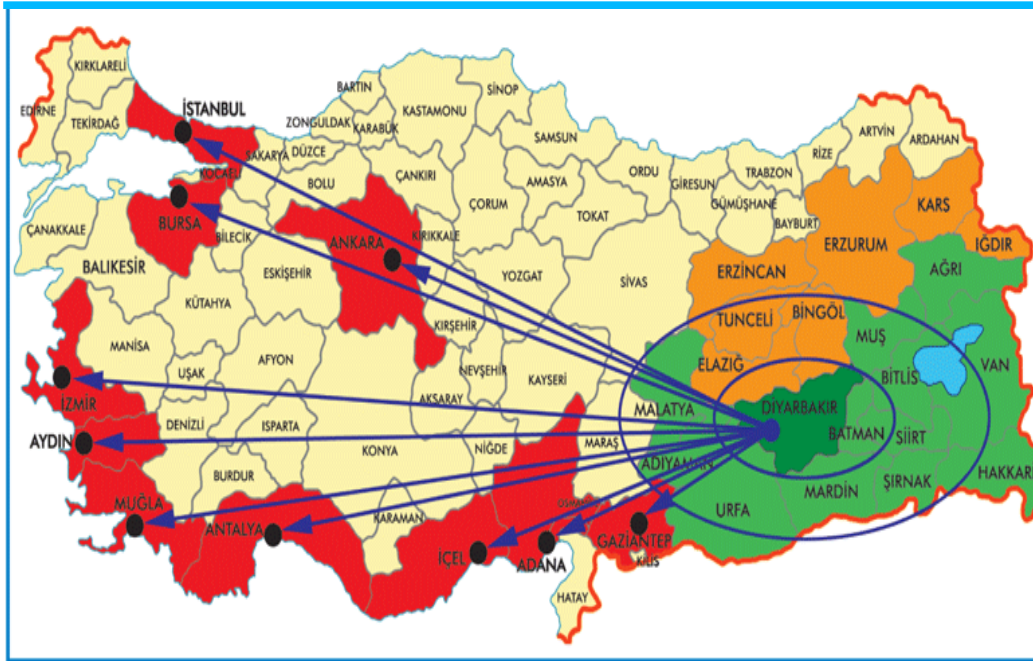 KIRKLARELİ
EDİRNE
TEKİRDAĞ
İSTANBUL
KOCAELİ
SAKARYA
DÜZCE
ZONGULDAK
BARTIN
KARABÜK
KASTAMONU
SİNOP
SAMSUN
ORDU
GİRESUN
TRABZON
GÜMÜŞHANE
RİZE
ARTVİN
ARDAHAN
BAYBURT
BOLU
ÇANKIRI
AMASYA
TOKAT
ÇORUM
KARS
ERZURUM
IĞDIR
AĞRI
ÇANAKKALE
BURSA
BİLECİK
ANKARA
KIRIKKALE
BALIKESİR
ESKİŞEHİR
YOZGAT
SİVAS
ERZİNCAN
TUNCELİ
BİNGÖL
MUŞ
KÜTAHYA
KIRŞEHİR
MANİSA
UŞAK
AFYON
NEVŞEHİR
KAYSERİ
ELAZIĞ
BİTLİS
VAN
İZMİR
AKSARAY
MALATYA
DİYARBAKIR
AYDIN
DENİZLİ
ISPARTA
KONYA
NİĞDE
MARAŞ
ADIYAMAN
BATMAN
SİİRT
BURDUR
MARDİN
ŞIRNAK
HAKKARİ
MUĞLA
ANTALYA
KARAMAN
URFA
İÇEL
ADANA
GAZİANTEP
KİLİS
HATAY